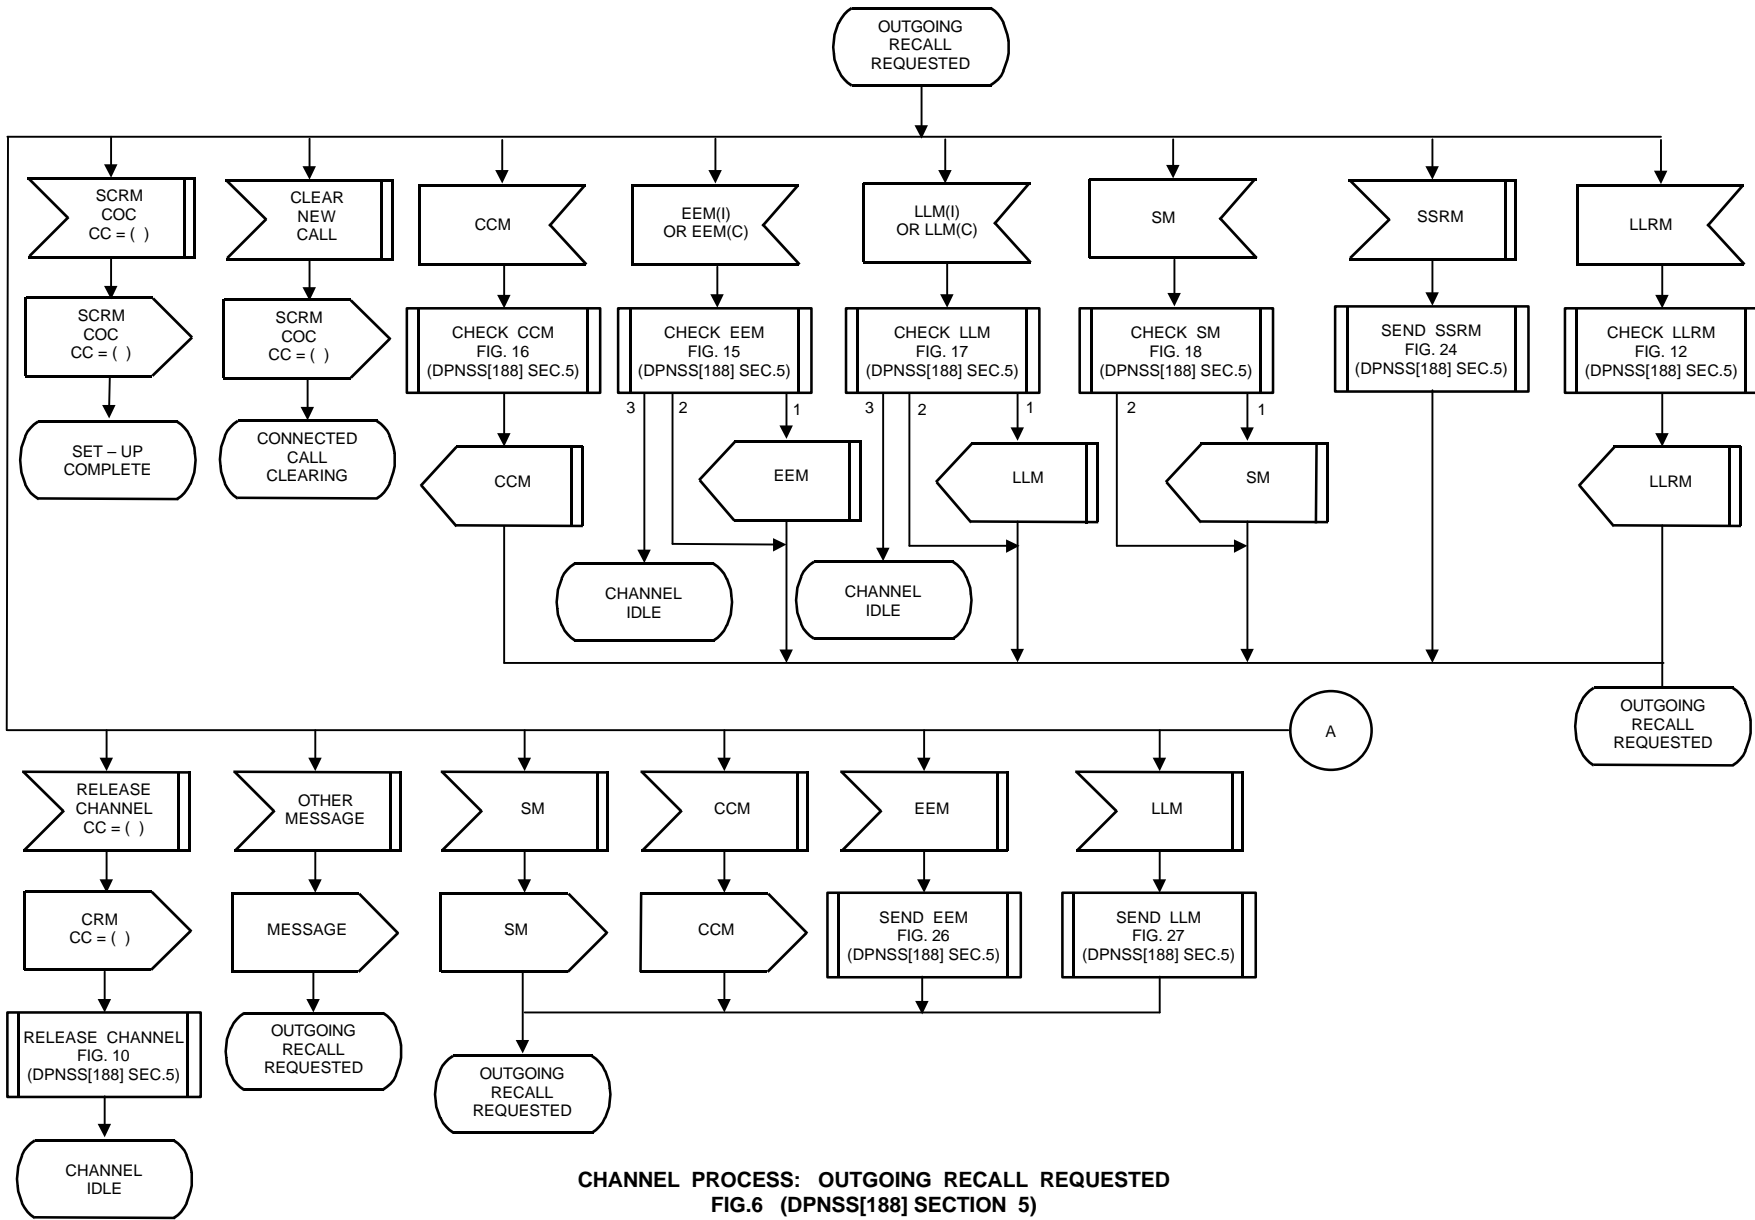 OUTGOING
RECALL
REQUESTED
SCRM
COC
CC = ( )
CLEAR
NEW
CALL
CCM
EEM(I)
OR EEM(C)
LLM(I)
OR LLM(C)
SM
SSRM
LLRM
SCRM
COC
CC = ( )
SCRM
COC
CC = ( )
CHECK CCM
FIG. 16
(DPNSS[188] SEC.5)
CHECK EEM
FIG. 15
(DPNSS[188] SEC.5)
CHECK LLM
FIG. 17
(DPNSS[188] SEC.5)
CHECK SM
FIG. 18
(DPNSS[188] SEC.5)
SEND SSRM
FIG. 24
(DPNSS[188] SEC.5)
CHECK LLRM
FIG. 12
(DPNSS[188] SEC.5)
3
2
1
3
2
1
2
1
SET – UP
COMPLETE
CONNECTED
CALL
CLEARING
CCM
EEM
LLM
SM
LLRM
CHANNEL
IDLE
CHANNEL
IDLE
OUTGOING
RECALL
REQUESTED
A
RELEASE
CHANNEL
CC = ( )
OTHER
MESSAGE
SM
CCM
EEM
LLM
CRM
CC = ( )
MESSAGE
SM
CCM
SEND EEM
FIG. 26
(DPNSS[188] SEC.5)
SEND LLM
FIG. 27
(DPNSS[188] SEC.5)
RELEASE CHANNEL
FIG. 10
(DPNSS[188] SEC.5)
OUTGOING
RECALL
REQUESTED
OUTGOING
RECALL
REQUESTED
CHANNEL
IDLE
CHANNEL PROCESS: OUTGOING RECALL REQUESTED
FIG.6 (DPNSS[188] SECTION 5)